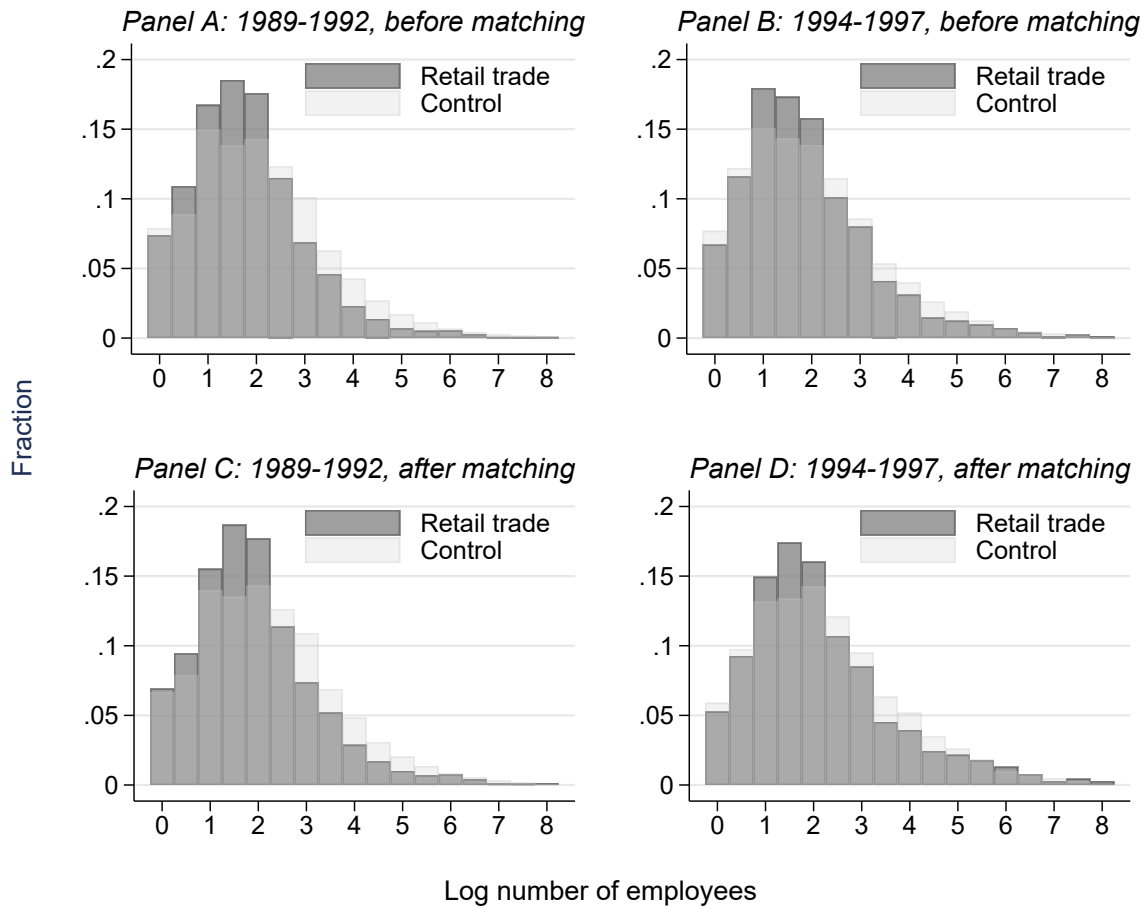 Panel A: 1989-1992, before matching
.2
.15
.1
.05
0
Retail trade
Control
0 1 2 3 4 5 6 7 8
Panel B: 1994-1997, before matching
.2
.15
.1
.05
0
Retail trade
Control
0 1 2 3 4 5 6 7 8
Fraction
Panel C: 1989-1992, after matching
.2
.15
.1
.05
0
Retail trade
Control
0 1 2 3 4 5 6 7 8
Panel D: 1994-1997, after matching
.2
.15
.1
.05
0
Retail trade
Control
0 1 2 3 4 5 6 7 8
Log number of employees